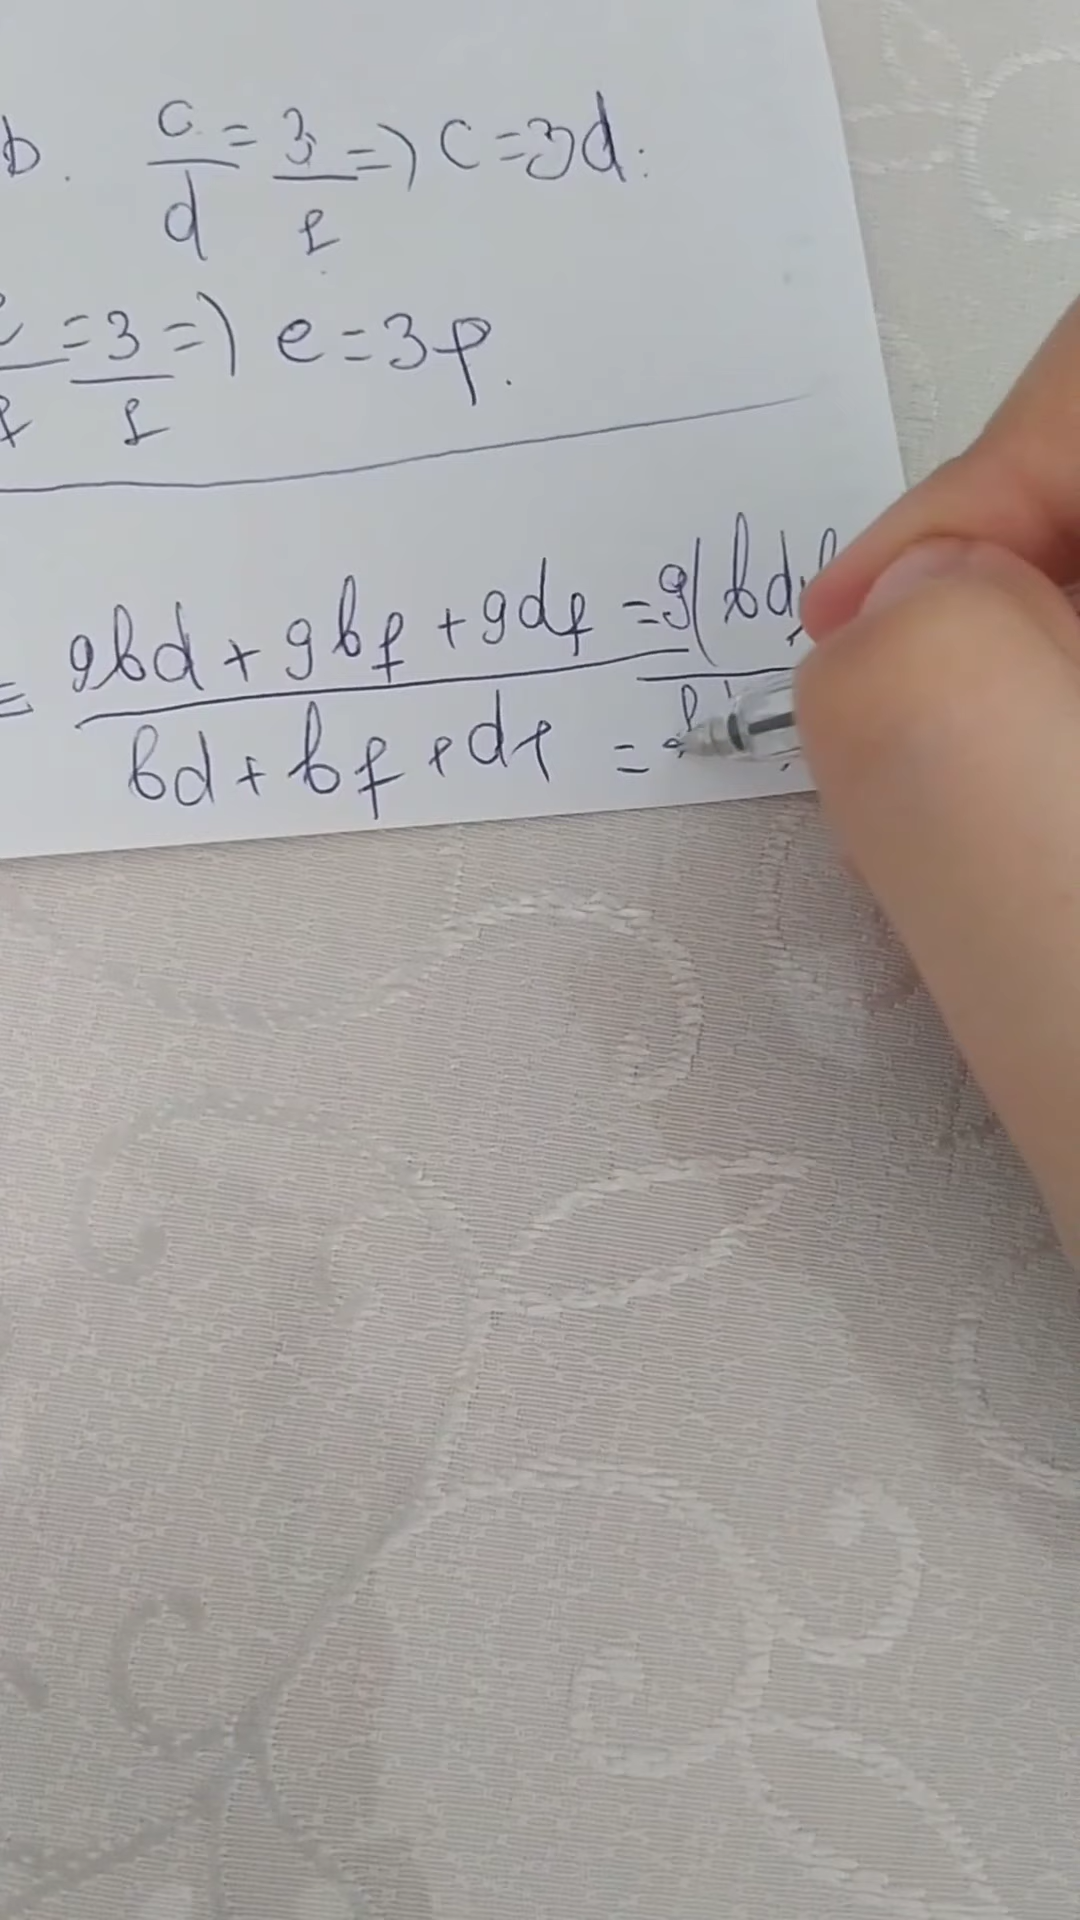 b. c/d = 3/1 => c=3d.
= 3/1 => e=3f.
= 9bd + 9bf + 9df / bd + bf + df = 9(bd